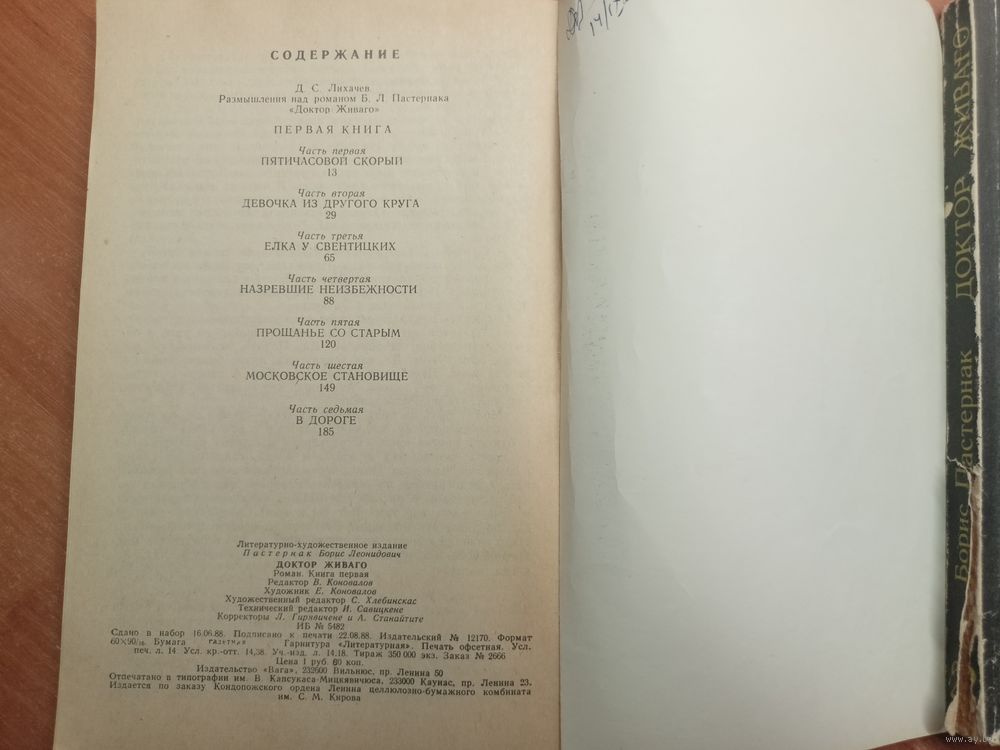 СОДЕРЖАНИЕ
Д. С. Лихачев
Размышления над романом Б. Л. Пастернака
«Доктор Живаго»
ПЕРВАЯ КНИГА
Часть первая
ПЯТИЧАСОВОЙ СКОРЫЙ
13
Часть вторая
ДЕВОЧКА ИЗ ДРУГОГО КРУГА
29
Часть третья
ЕЛКА У СВЕНТИЦКИХ
65
Часть четвертая
НАЗРЕВШИЕ НЕИЗБЕЖНОСТИ
88
Часть пятая
ПРОЩАНЬЕ СО СТАРЫМ
120
Часть шестая
МОСКОВСКОЕ СТАНОВИЩЕ
149
Часть седьмая
В ДОРОГЕ
185
Литературно-художественное издание
Пастернак Борис Леонидович
ДОКТОР ЖИВАГО
Роман. Книга первая
Редактор В. Коновалов
Художник Е. Коновалов
Художественный редактор С. Хлебинскас
Технический редактор И. Савицкене
Корректоры Л. Гирявичене и А. Станайтите
ИБ № 5482
Сдано в набор 16.06.88. Подписано к печати 22.08.88. Издательский № 12170. Формат
60×90/16. Бумага газетная Гарнитура «Литературная». Печать офсетная. Усл.
печ. л. 14 Усл. кр.-отт. 14,38. Уч.-изд. л. 14.18. Тираж 350 000 экз. Заказ № 2666
Цена 1 руб. 60 коп.
Издательство «Вага», 232600 Вильнюс, пр. Ленина 50
Отпечатано в типографии им. В. Капсукаса-Мицкявичюса, 233000 Каунас, пр. Ленина 23.
Издается по заказу Кондопожского ордена Ленина целлюлозно-бумажного комбината
им. С. М. Кирова
Борис Пастернак ДОКТОР ЖИВАГО
www.ay.by